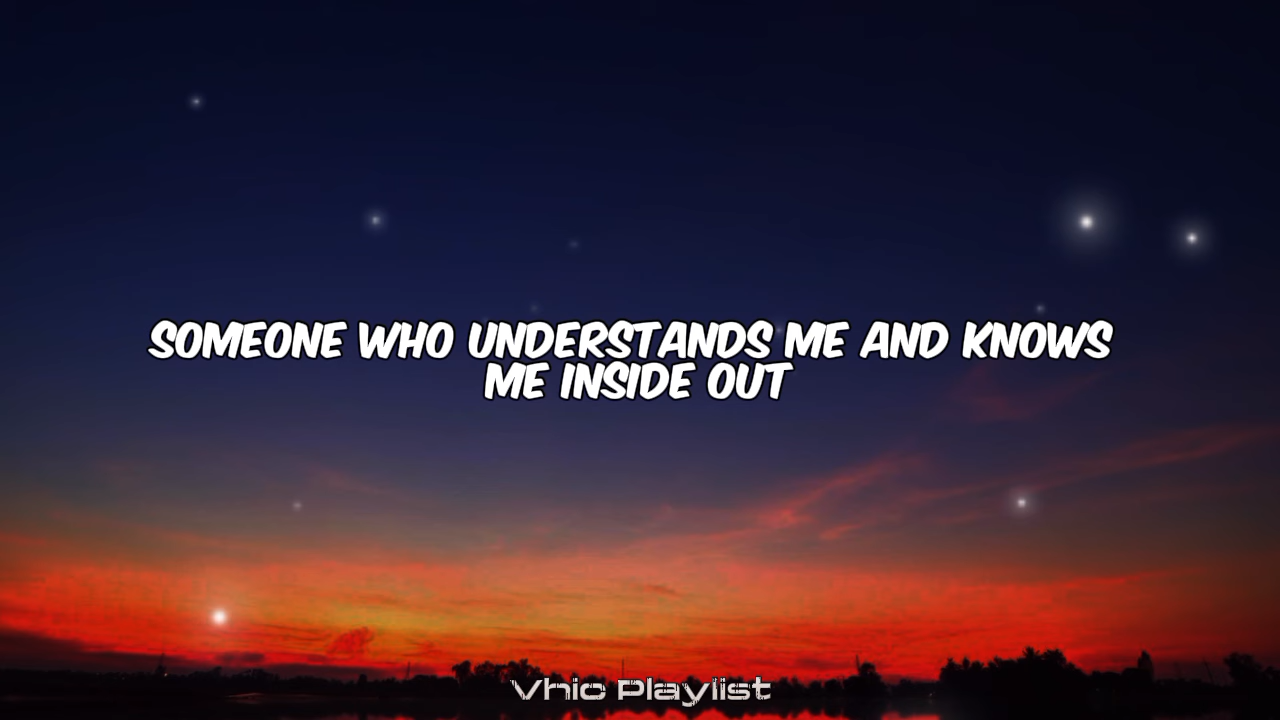 SOMEONE WHO UNDERSTANDS ME AND KNOWS
ME INSIDE OUT
Vhio Playlist